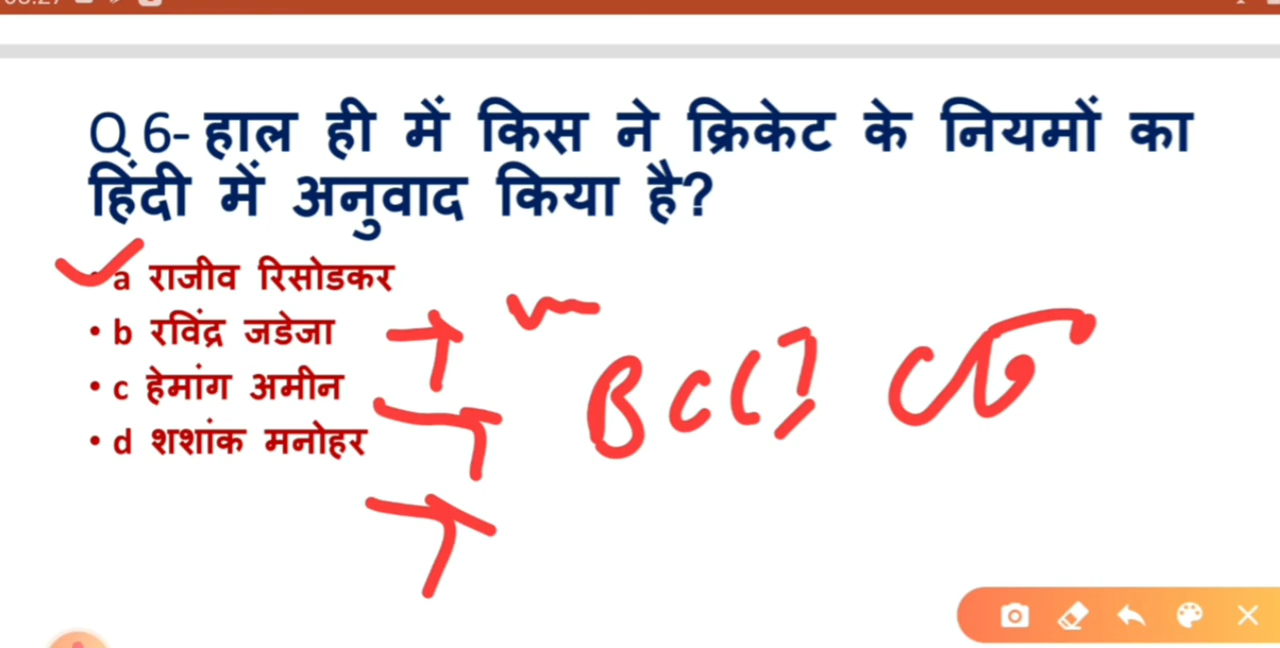 Q 6- हाल ही में किस ने क्रिकेट के नियमों का
हिंदी में अनुवाद किया है?
• a राजीव रिसोडकर
• b रविंद्र जडेजा
• c हेमांग अमीन
• d शशांक मनोहर
BCCI